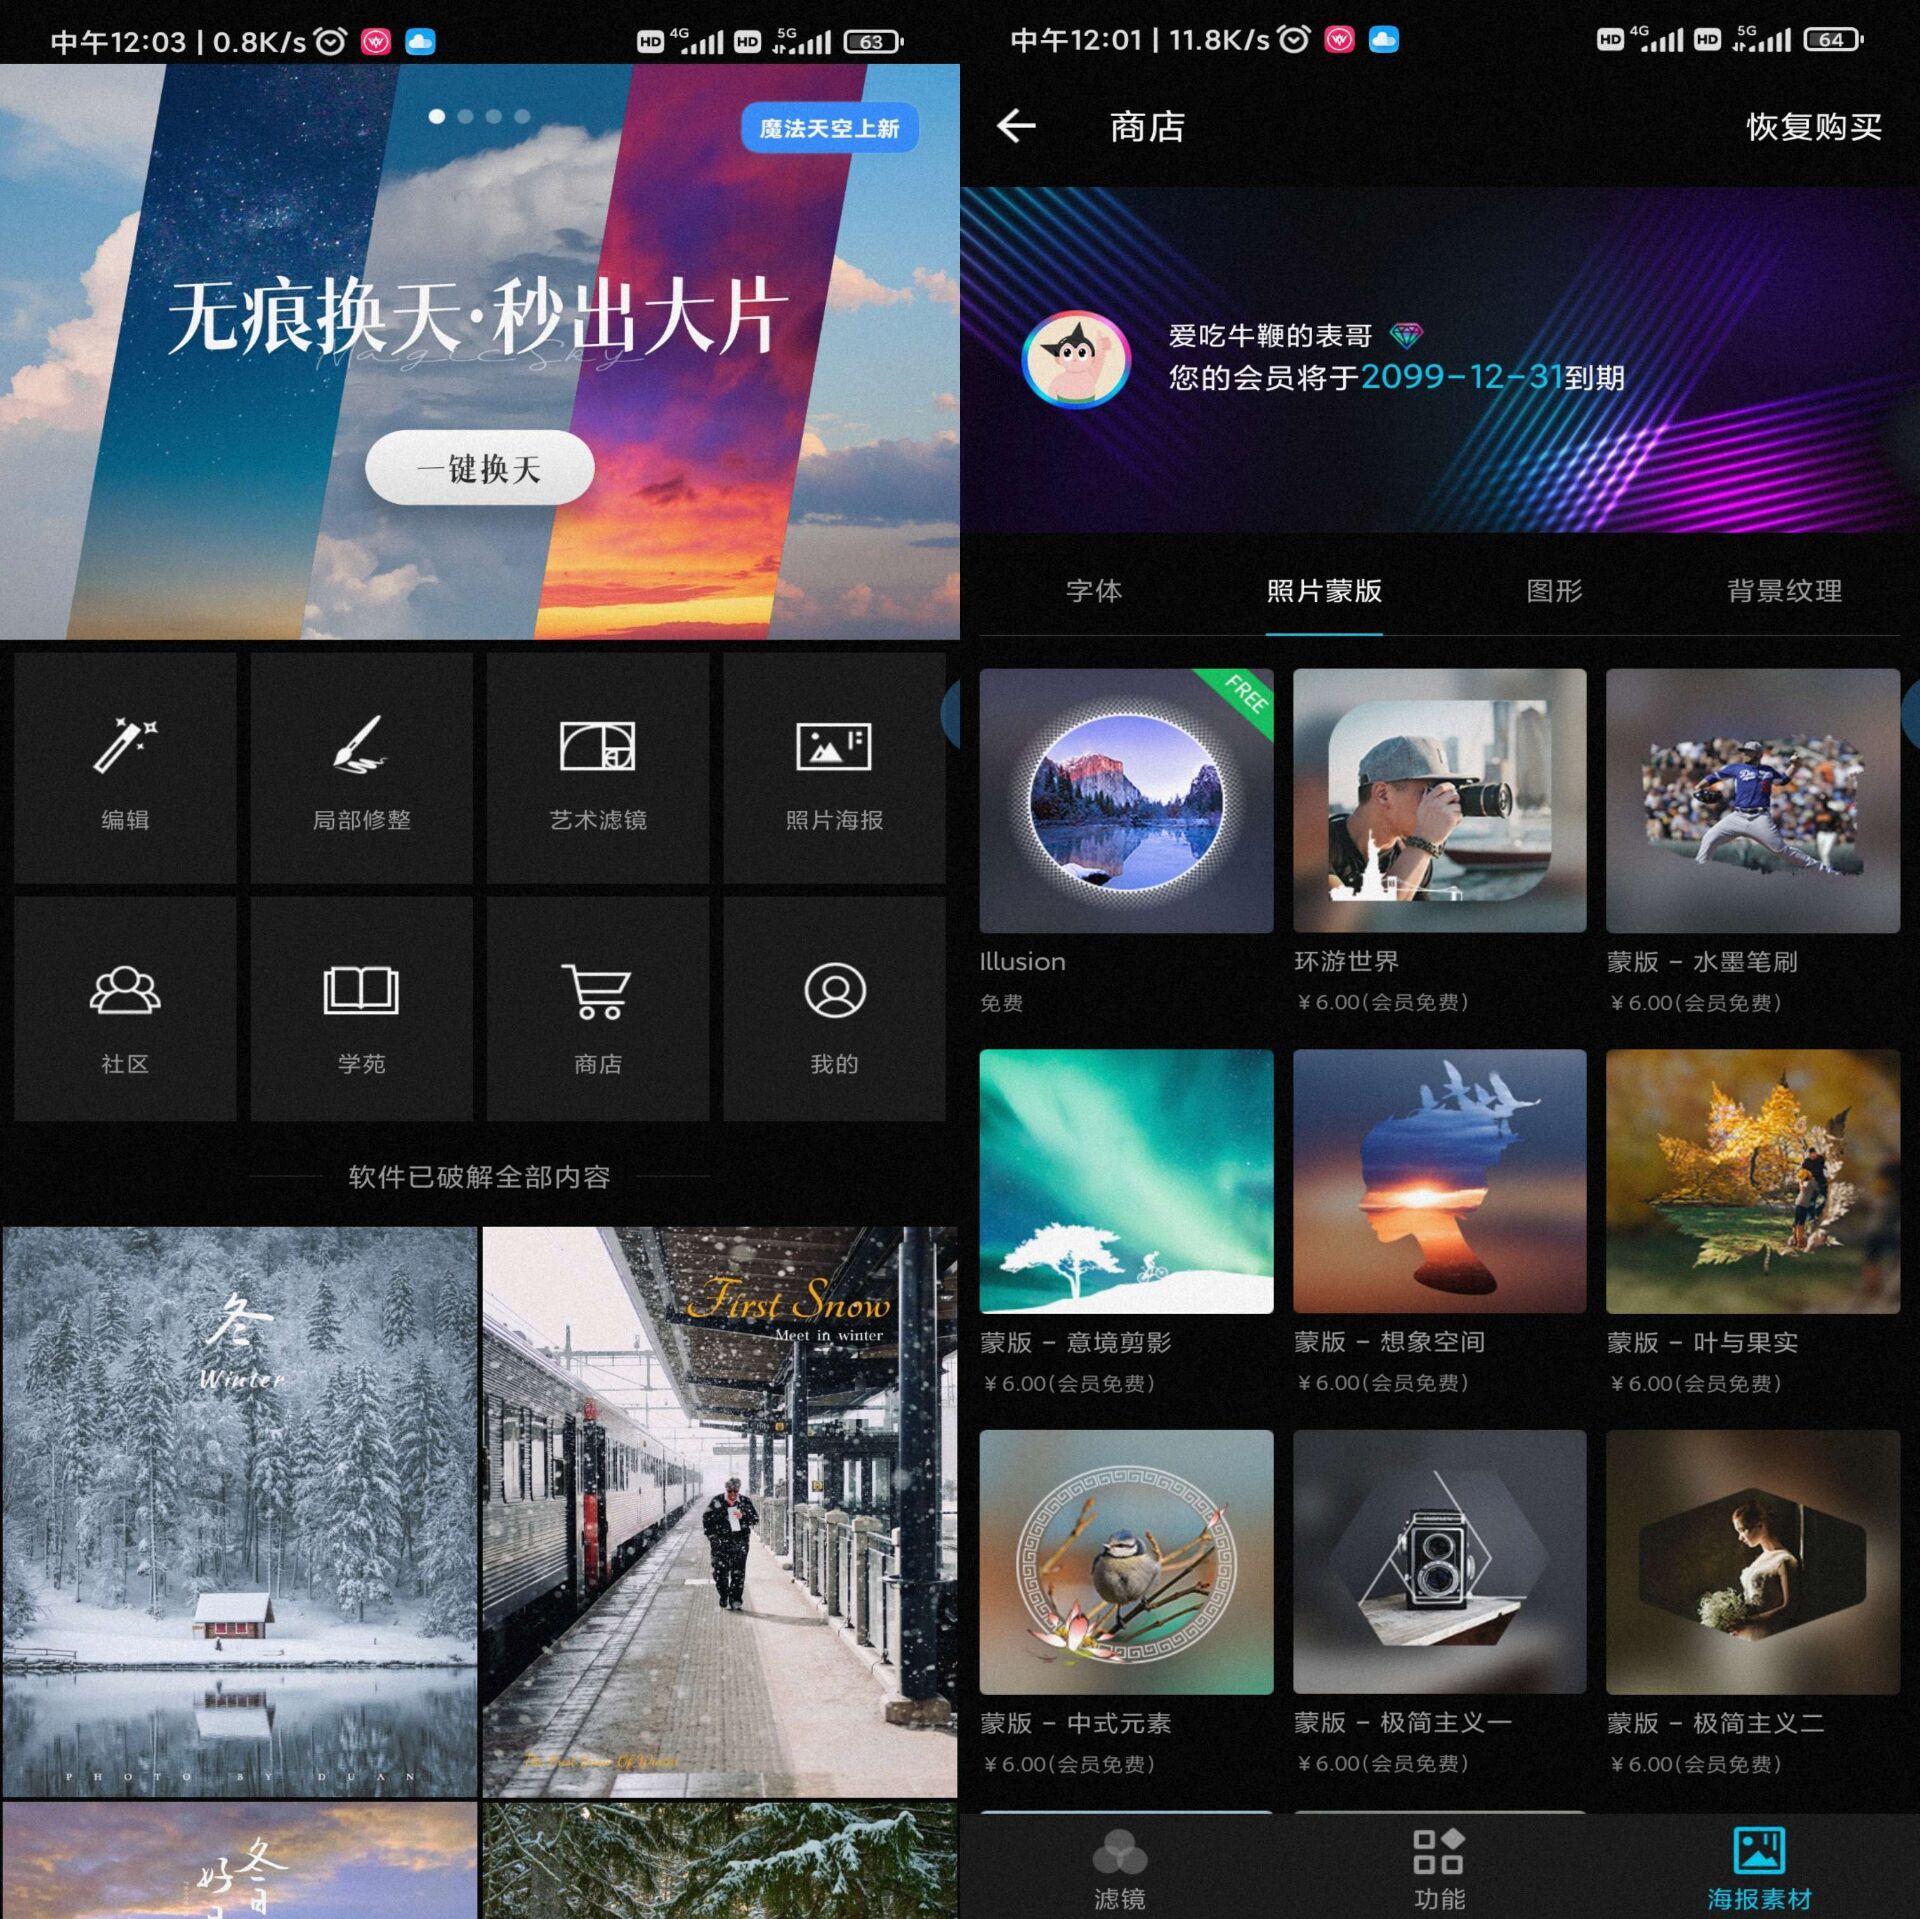 中午12:03 | 0.8K/s
HD 4G HD 5G 63
魔法天空上新
无痕换天·秒出大片
MagicSky
一键换天
编辑
局部修整
艺术滤镜
照片海报
社区
学苑
商店
我的
软件已破解全部内容
冬
Winter
PHOTO BY DUAN
First Snow
Meet in winter
冬日
好
中午12:01 | 11.8K/s
HD 4G HD 5G 64
商店
恢复购买
爱吃牛鞭的表哥
您的会员将于2099-12-31到期
字体
照片蒙版
图形
背景纹理
FREE
Illusion
免费
环游世界
￥6.00(会员免费)
蒙版 - 水墨笔刷
￥6.00(会员免费)
蒙版 - 意境剪影
￥6.00(会员免费)
蒙版 - 想象空间
￥6.00(会员免费)
蒙版 - 叶与果实
￥6.00(会员免费)
蒙版 - 中式元素
￥6.00(会员免费)
蒙版 - 极简主义一
￥6.00(会员免费)
蒙版 - 极简主义二
￥6.00(会员免费)
滤镜
功能
海报素材